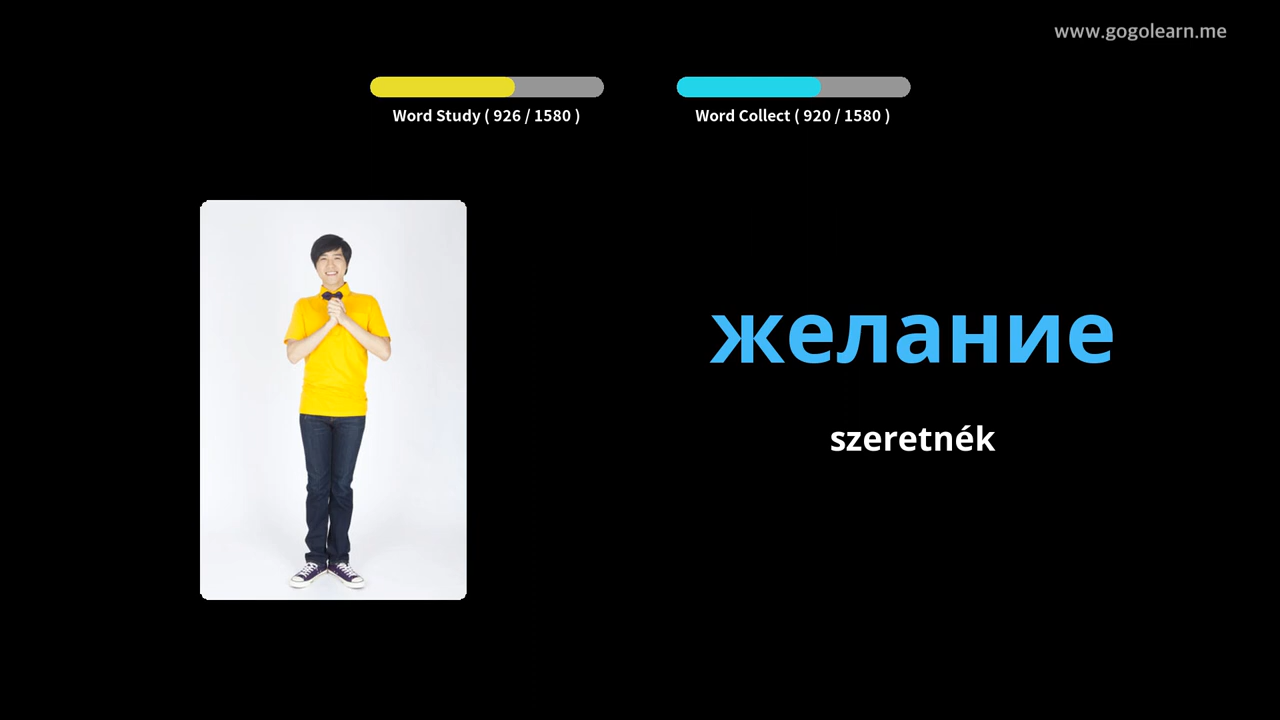 www.gogolearn.me
Word Study ( 926 / 1580 )
Word Collect ( 920 / 1580 )
желание
szeretnék